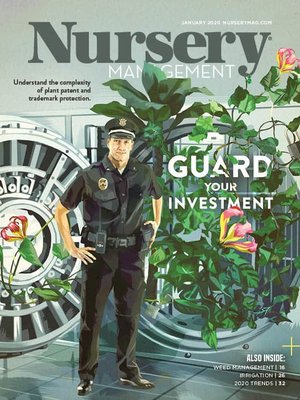 JANUARY 2020 NURSERYMAG.COM
Nursery
MANAGEMENT
Understand the complexity
of plant patent and
trademark protection.
GUARD
YOUR
INVESTMENT
ALSO INSIDE:
WEED MANAGEMENT | 16
IRRIGATION | 26
2020 TRENDS | 32